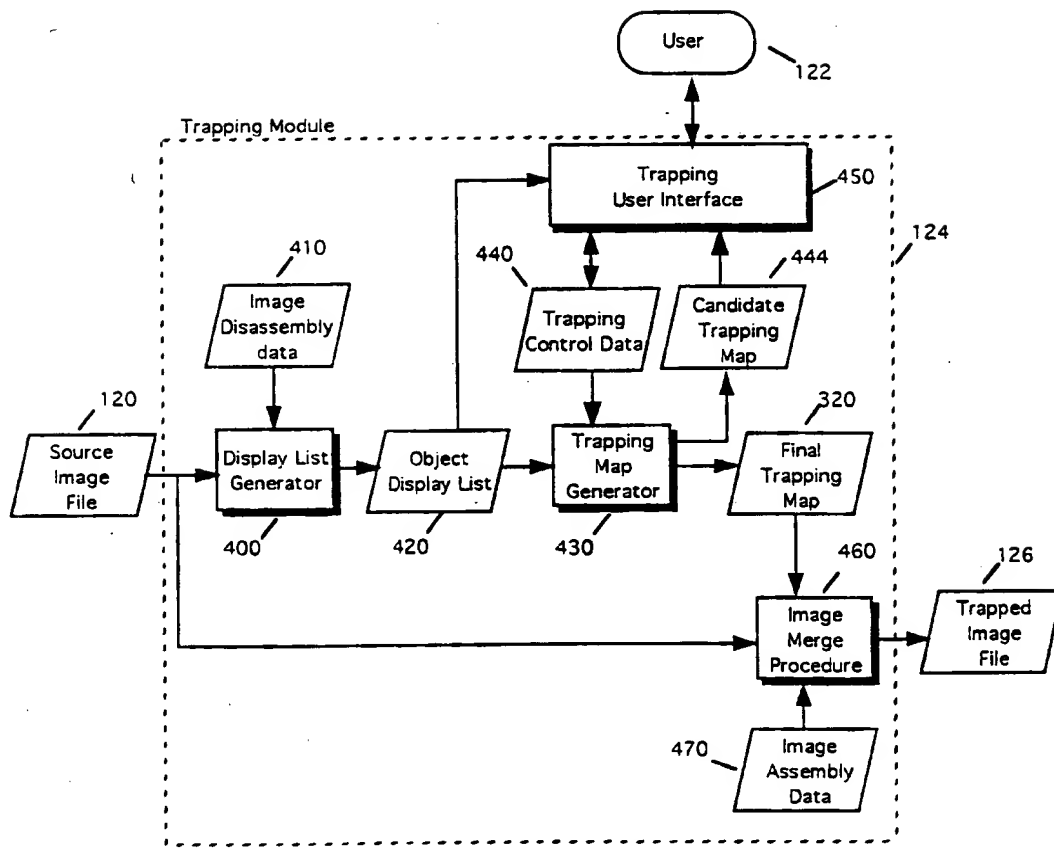 User
122
Trapping Module
Trapping
User Interface
450
124
410
440
444
Image
Disassembly
data
Trapping
Control Data
Candidate
Trapping
Map
120
320
Source
Image
File
Display List
Generator
Object
Display List
Trapping
Map
Generator
Final
Trapping
Map
400
420
430
460
126
Image
Merge
Procedure
Trapped
Image
File
470
Image
Assembly
Data